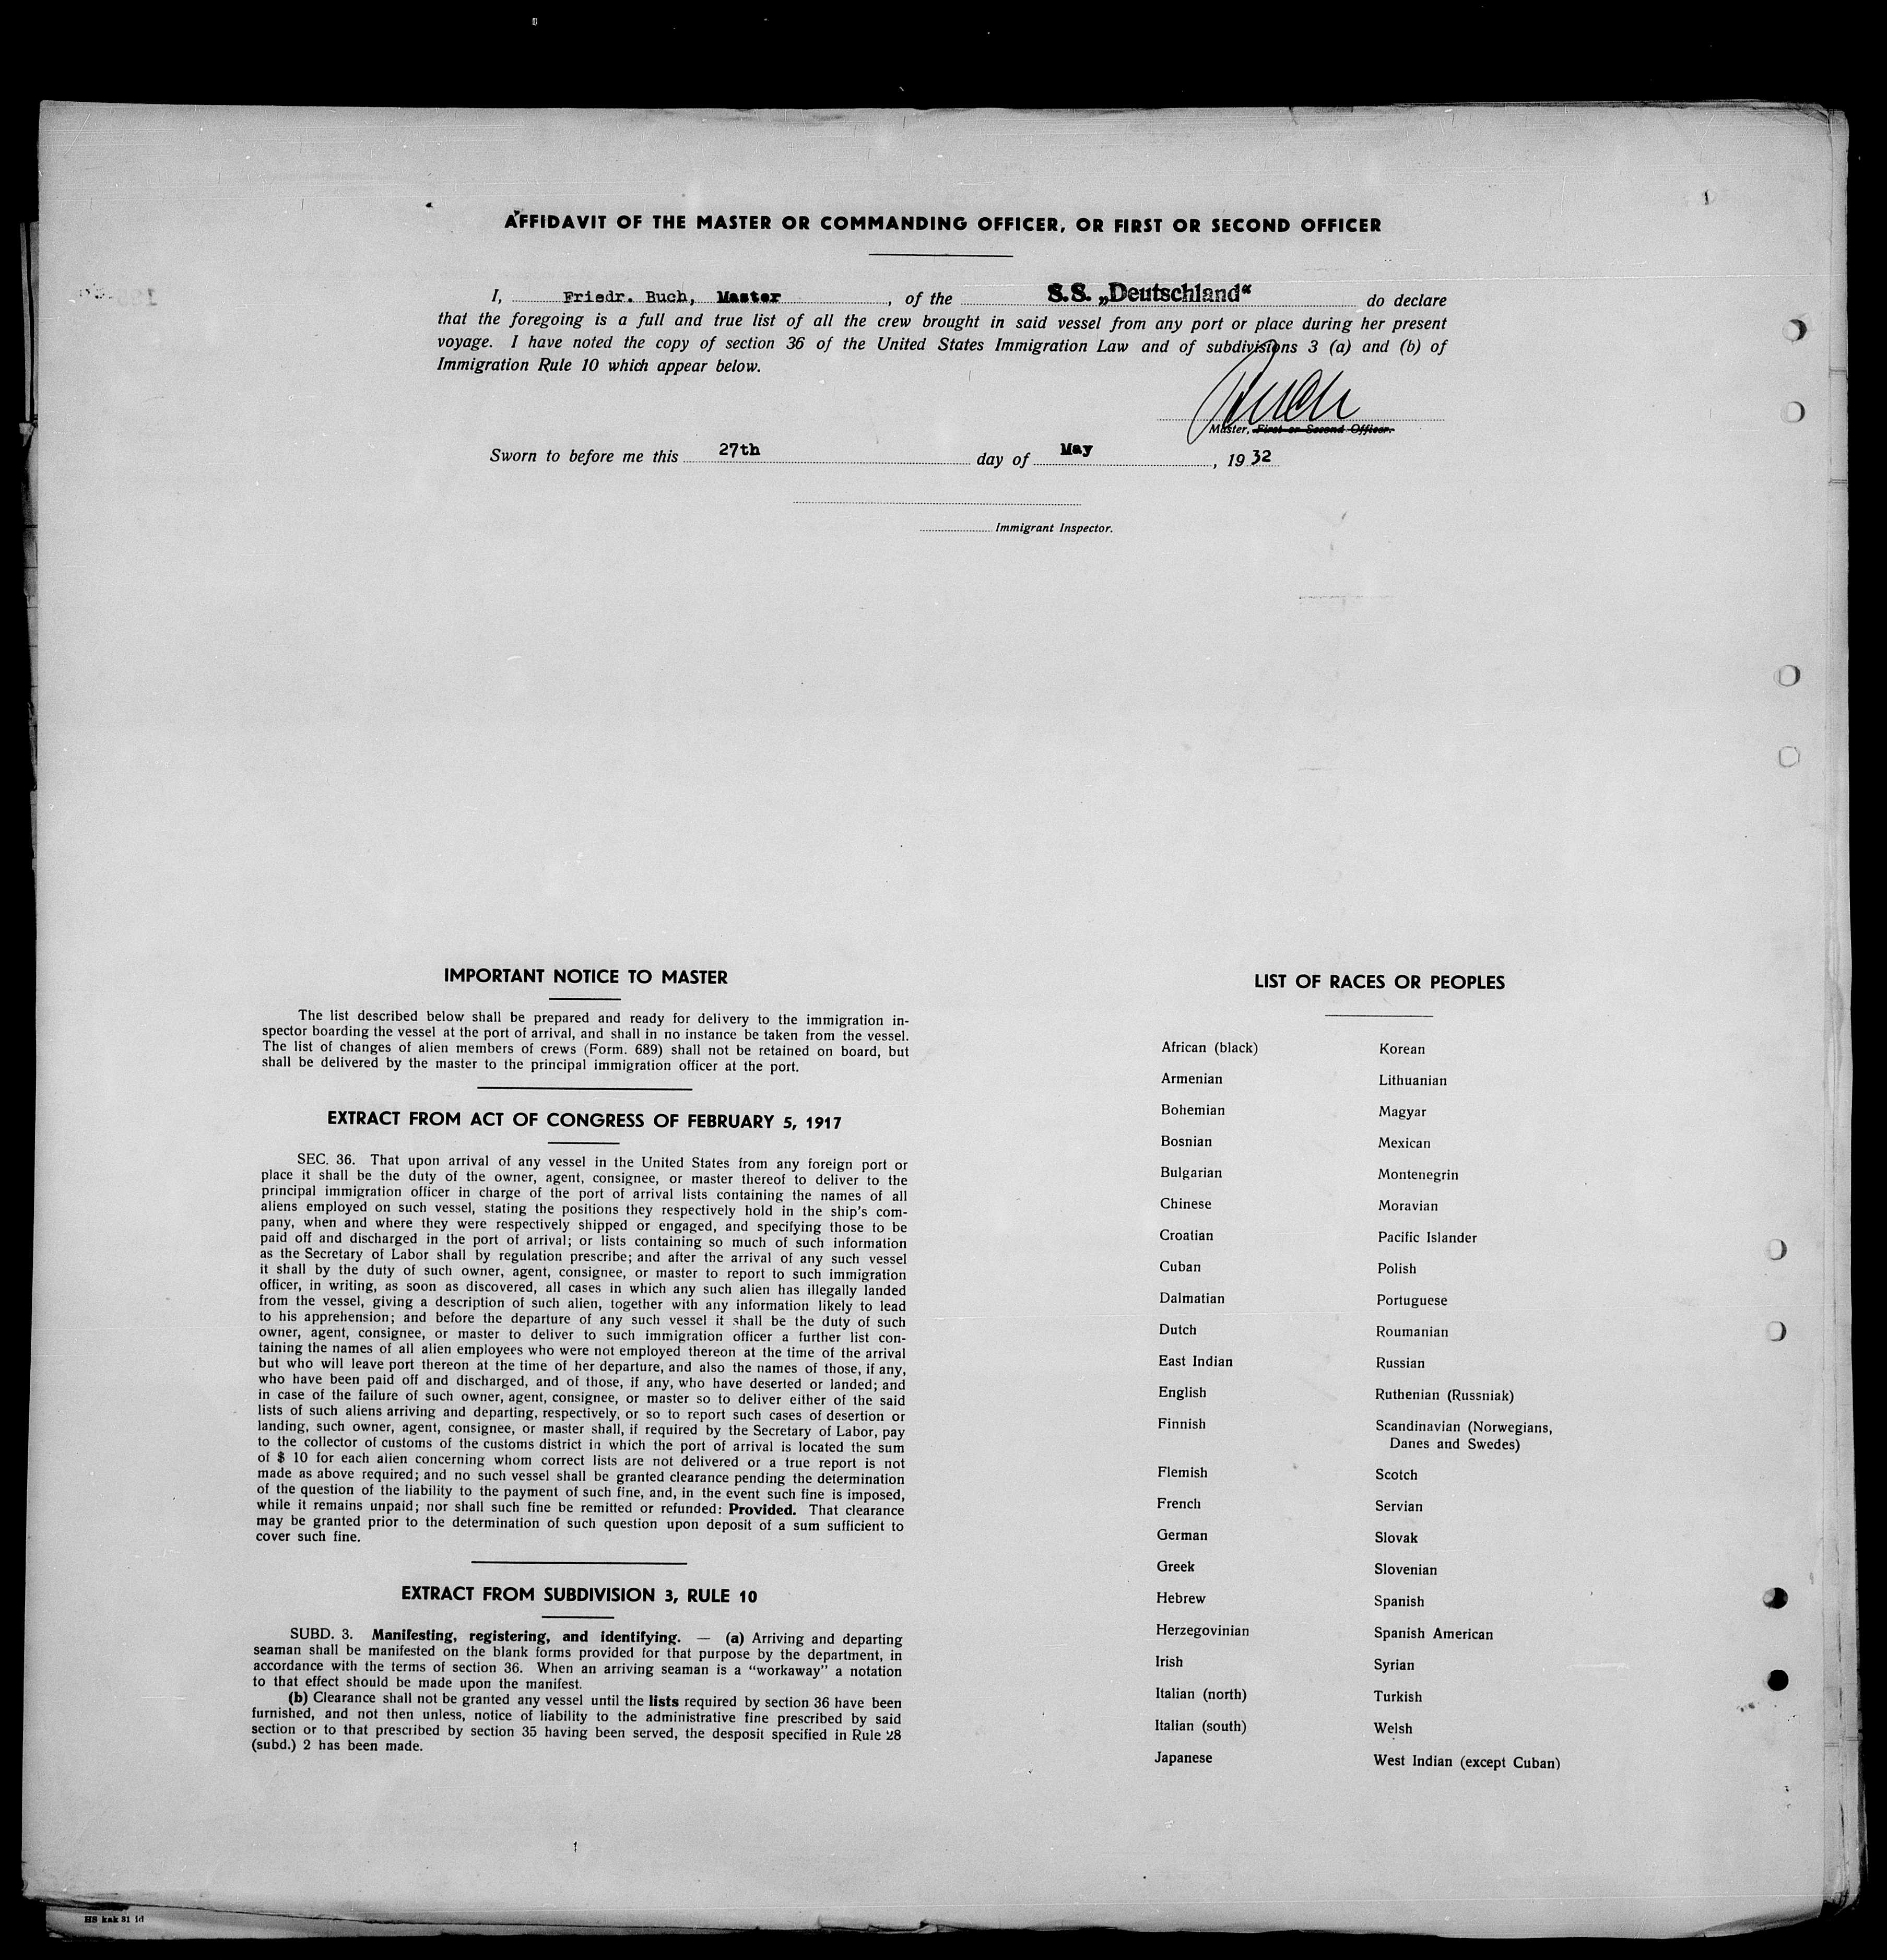 AFFIDAVIT OF THE MASTER OR COMMANDING OFFICER, OR FIRST OR SECOND OFFICER
I, Friedr. Buch, Master, of the S.S. „Deutschland“ do declare
that the foregoing is a full and true list of all the crew brought in said vessel from any port or place during her present
voyage. I have noted the copy of section 36 of the United States Immigration Law and of subdivisions 3 (a) and (b) of
Immigration Rule 10 which appear below.
Buch
Master, First or Second Officer.
Sworn to before me this 27th day of May, 1932
Immigrant Inspector.
IMPORTANT NOTICE TO MASTER
The list described below shall be prepared and ready for delivery to the immigration in-
spector boarding the vessel at the port of arrival, and shall in no instance be taken from the vessel.
The list of changes of alien members of crews (Form. 689) shall not be retained on board, but
shall be delivered by the master to the principal immigration officer at the port.
EXTRACT FROM ACT OF CONGRESS OF FEBRUARY 5, 1917
SEC. 36. That upon arrival of any vessel in the United States from any foreign port or
place it shall be the duty of the owner, agent, consignee, or master thereof to deliver to the
principal immigration officer in charge of the port of arrival lists containing the names of all
aliens employed on such vessel, stating the positions they respectively hold in the ship's com-
pany, when and where they were respectively shipped or engaged, and specifying those to be
paid off and discharged in the port of arrival; or lists containing so much of such information
as the Secretary of Labor shall by regulation prescribe; and after the arrival of any such vessel
it shall by the duty of such owner, agent, consignee, or master to report to such immigration
officer, in writing, as soon as discovered, all cases in which any such alien has illegally landed
from the vessel, giving a description of such alien, together with any information likely to lead
to his apprehension; and before the departure of any such vessel it shall be the duty of such
owner, agent, consignee, or master to deliver to such immigration officer a further list con-
taining the names of all alien employees who were not employed thereon at the time of the arrival
but who will leave port thereon at the time of her departure, and also the names of those, if any,
who have been paid off and discharged, and of those, if any, who have deserted or landed; and
in case of the failure of such owner, agent, consignee, or master so to deliver either of the said
lists of such aliens arriving and departing, respectively, or so to report such cases of desertion or
landing, such owner, agent, consignee, or master shall, if required by the Secretary of Labor, pay
to the collector of customs of the customs district in which the port of arrival is located the sum
of $ 10 for each alien concerning whom correct lists are not delivered or a true report is not
made as above required; and no such vessel shall be granted clearance pending the determination
of the question of the liability to the payment of such fine, and, in the event such fine is imposed,
while it remains unpaid; nor shall such fine be remitted or refunded: Provided. That clearance
may be granted prior to the determination of such question upon deposit of a sum sufficient to
cover such fine.
EXTRACT FROM SUBDIVISION 3, RULE 10
SUBD. 3. Manifesting, registering, and identifying. — (a) Arriving and departing
seaman shall be manifested on the blank forms provided for that purpose by the department, in
accordance with the terms of section 36. When an arriving seaman is a “workaway” a notation
to that effect should be made upon the manifest.
(b) Clearance shall not be granted any vessel until the lists required by section 36 have been
furnished, and not then unless, notice of liability to the administrative fine prescribed by said
section or to that prescribed by section 35 having been served, the desposit specified in Rule 28
(subd.) 2 has been made.
LIST OF RACES OR PEOPLES
African (black) Korean
Armenian Lithuanian
Bohemian Magyar
Bosnian Mexican
Bulgarian Montenegrin
Chinese Moravian
Croatian Pacific Islander
Cuban Polish
Dalmatian Portuguese
Dutch Roumanian
East Indian Russian
English Ruthenian (Russniak)
Finnish Scandinavian (Norwegians,
Danes and Swedes)
Flemish Scotch
French Servian
German Slovak
Greek Slovenian
Hebrew Spanish
Herzegovinian Spanish American
Irish Syrian
Italian (north) Turkish
Italian (south) Welsh
Japanese West Indian (except Cuban)